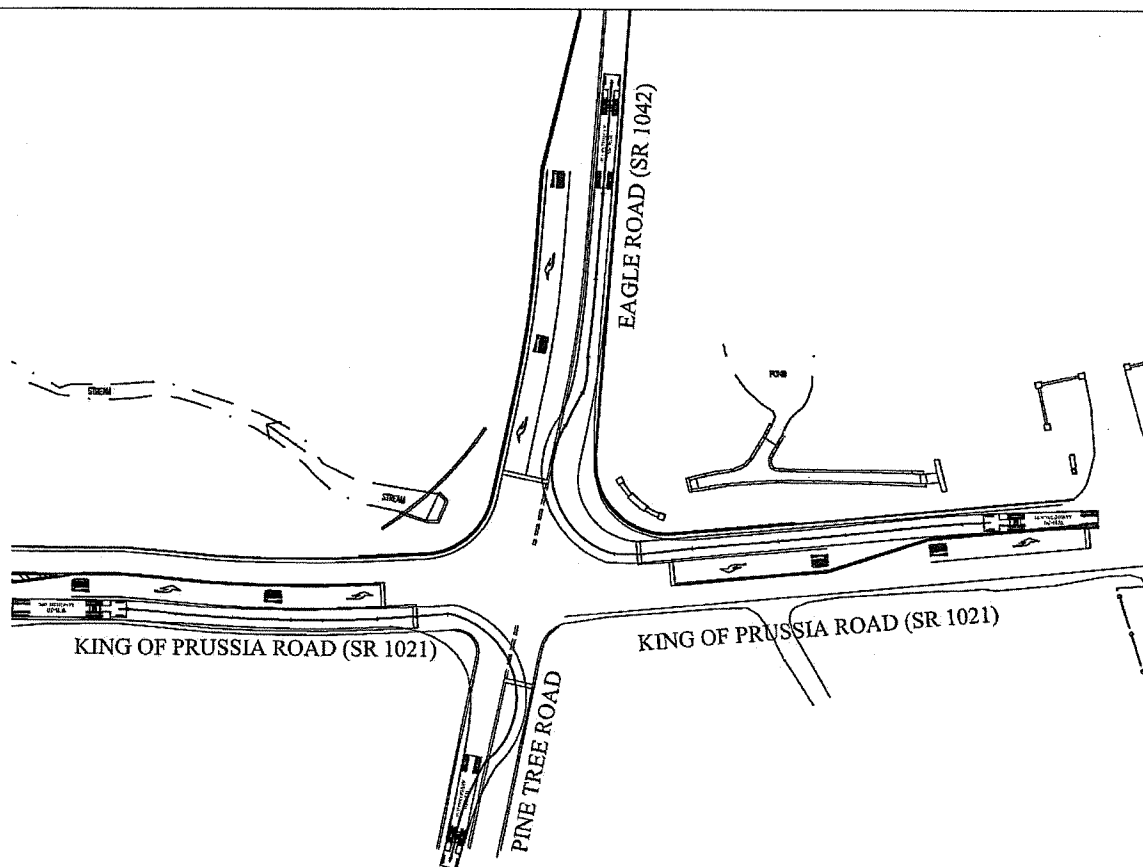 EAGLE ROAD (SR 1042)
STREAM
POND
STREAM
KING OF PRUSSIA ROAD (SR 1021)
KING OF PRUSSIA ROAD (SR 1021)
PINE TREE ROAD